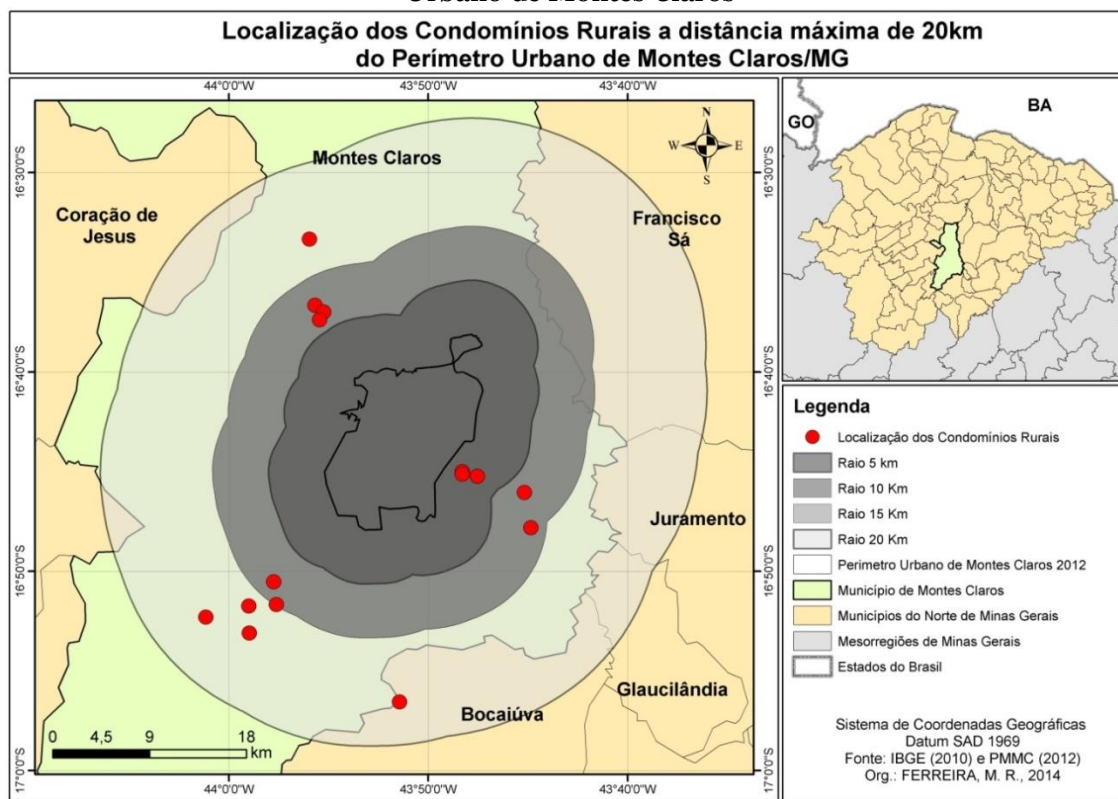 Urbano de Montes Claros
Localização dos Condomínios Rurais a distância máxima de 20km
do Perímetro Urbano de Montes Claros/MG
44°0'0"W
43°50'0"W
43°40'0"W
16°30'0"S
16°40'0"S
16°50'0"S
17°0'0"S
Montes Claros
Coração de
Jesus
Francisco
Sá
Juramento
Glaucilândia
Bocaiúva
N
W
E
S
0
4,5
9
18
km
16°30'0"S
16°40'0"S
16°50'0"S
17°0'0"S
44°0'0"W
43°50'0"W
43°40'0"W
GO
BA
Legenda
Localização dos Condomínios Rurais
Raio 5 km
Raio 10 Km
Raio 15 Km
Raio 20 Km
Perimetro Urbano de Montes Claros 2012
Município de Montes Claros
Municípios do Norte de Minas Gerais
Mesorregiões de Minas Gerais
Estados do Brasil
Sistema de Coordenadas Geográficas
Datum SAD 1969
Fonte: IBGE (2010) e PMMC (2012)
Org.: FERREIRA, M. R., 2014